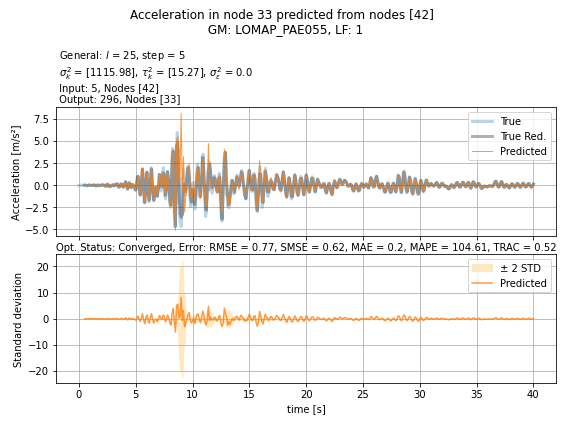 Acceleration in node 33 predicted from nodes [42]
GM: LOMAP_PAE055, LF: 1
General: l = 25, step = 5
σ²ₖ = [1115.98], τ²ₖ = [15.27], σ²ε = 0.0
Input: 5, Nodes [42]
Output: 296, Nodes [33]
Acceleration [m/s²]
7.5
5.0
2.5
0.0
−2.5
−5.0
True
True Red.
Predicted
Opt. Status: Converged, Error: RMSE = 0.77, SMSE = 0.62, MAE = 0.2, MAPE = 104.61, TRAC = 0.52
Standard deviation
20
10
0
−10
−20
± 2 STD
Predicted
0 5 10 15 20 25 30 35 40
time [s]